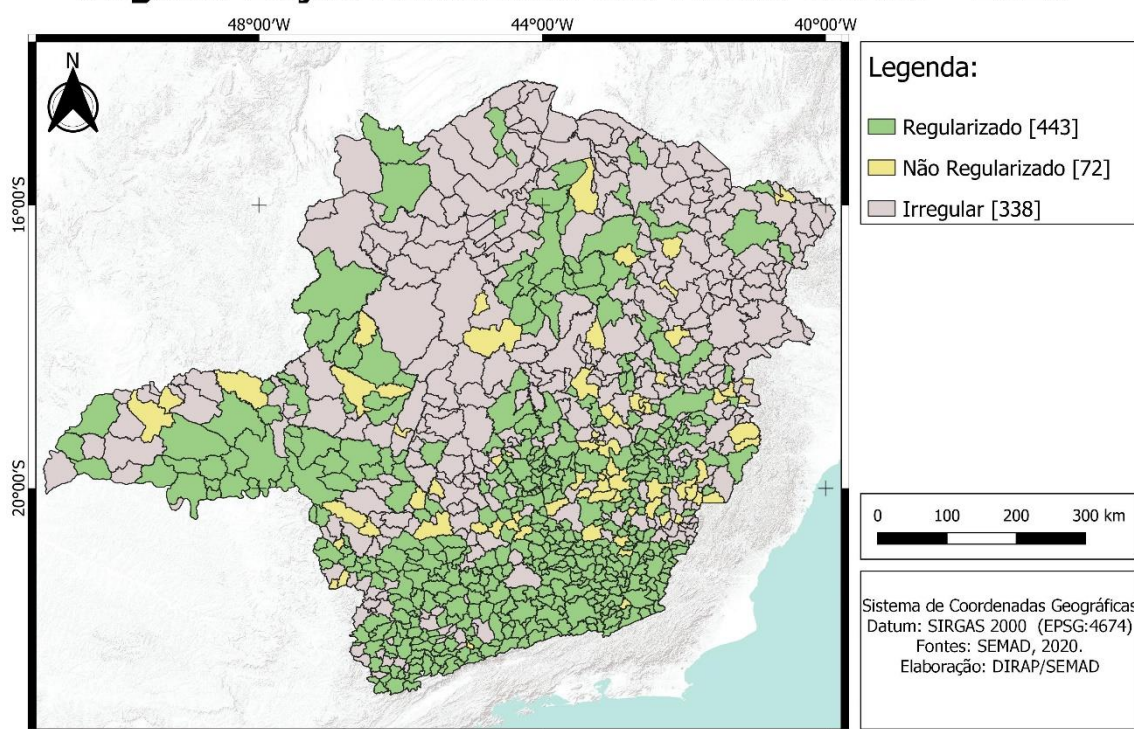 48°00'W 44°00'W 40°00'W
N
16°00'S
20°00'S
Legenda:
Regularizado [443]
Não Regularizado [72]
Irregular [338]
0 100 200 300 km
Sistema de Coordenadas Geográficas
Datum: SIRGAS 2000 (EPSG:4674)
Fontes: SEMAD, 2020.
Elaboração: DIRAP/SEMAD